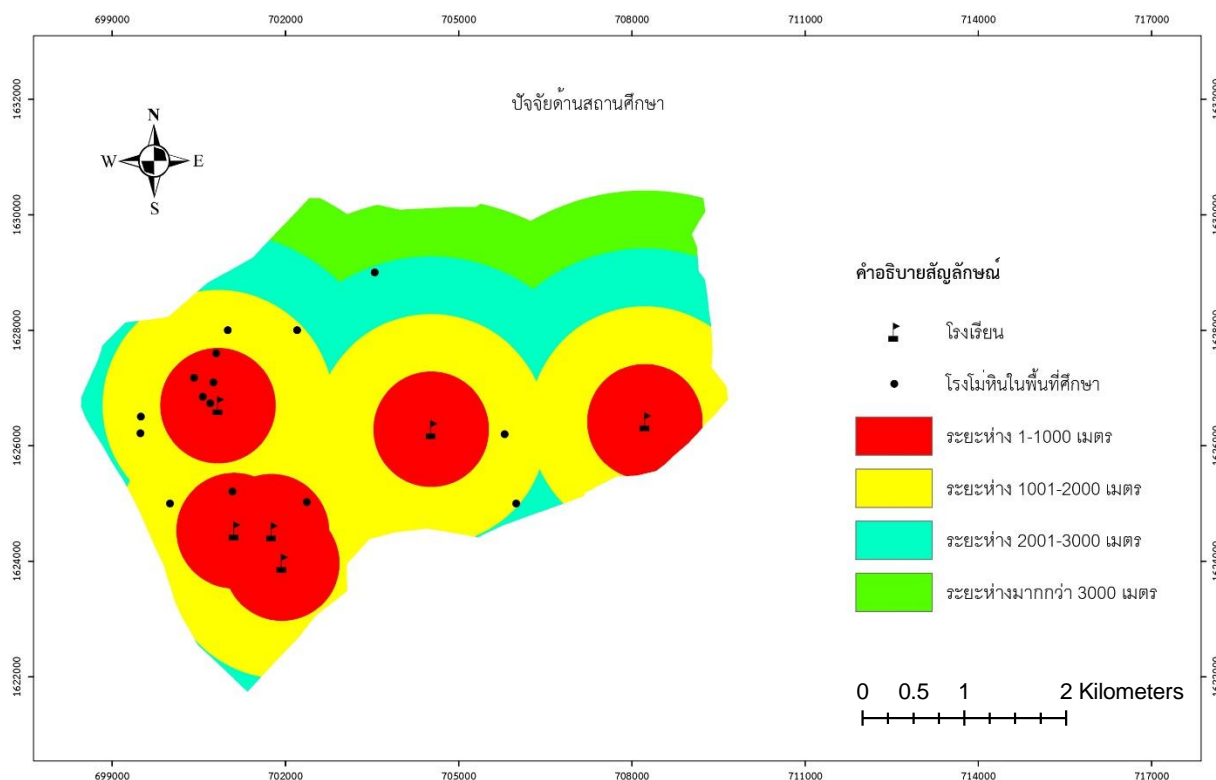 699000 702000 705000 708000 711000 714000 717000
1632000 1632000
ปัจจัยด้านสถานศึกษา
N
W E
S
1630000 1630000
คำอธิบายสัญลักษณ์
1628000 1628000
โรงเรียน
โรงโม่หินในพื้นที่ศึกษา
1626000 1626000
ระยะห่าง 1-1000 เมตร
ระยะห่าง 1001-2000 เมตร
ระยะห่าง 2001-3000 เมตร
1624000 1624000
ระยะห่างมากกว่า 3000 เมตร
1622000 1622000
0 0.5 1 2 Kilometers
699000 702000 705000 708000 711000 714000 717000